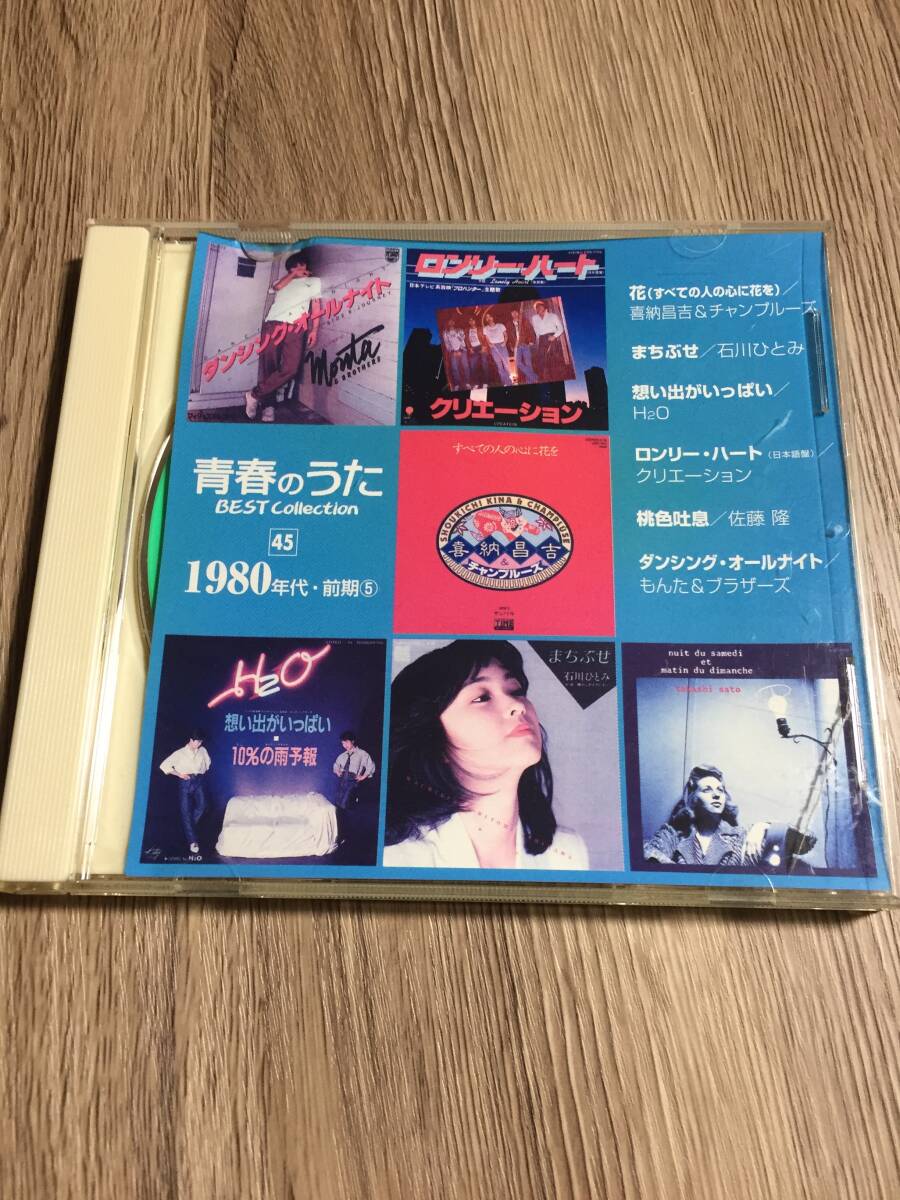 ダンシング・オールナイト
Monta
& BROTHERS
ロンリー・ハート
日本テレビ系放映「プロハンター」主題歌
Lonely Heart
クリエーション
花(すべての人の心に花を)/
喜納昌吉&チャンプルーズ
まちぶせ/石川ひとみ
想い出がいっぱい/
H₂O
ロンリー・ハート(日本語盤)/
クリエーション
桃色吐息/佐藤 隆
ダンシング・オールナイト/
もんた&ブラザーズ
青春のうた
BEST Collection
45
1980年代・前期⑤
すべての人の心に花を
SHOUKICHI KINA & CHAMPLUSE
喜納昌吉
&
チャンプルーズ
H₂O
想い出がいっぱい
10%の雨予報
まちぶせ
石川ひとみ
nuit du samedi
et
matin du dimanche
takashi sato